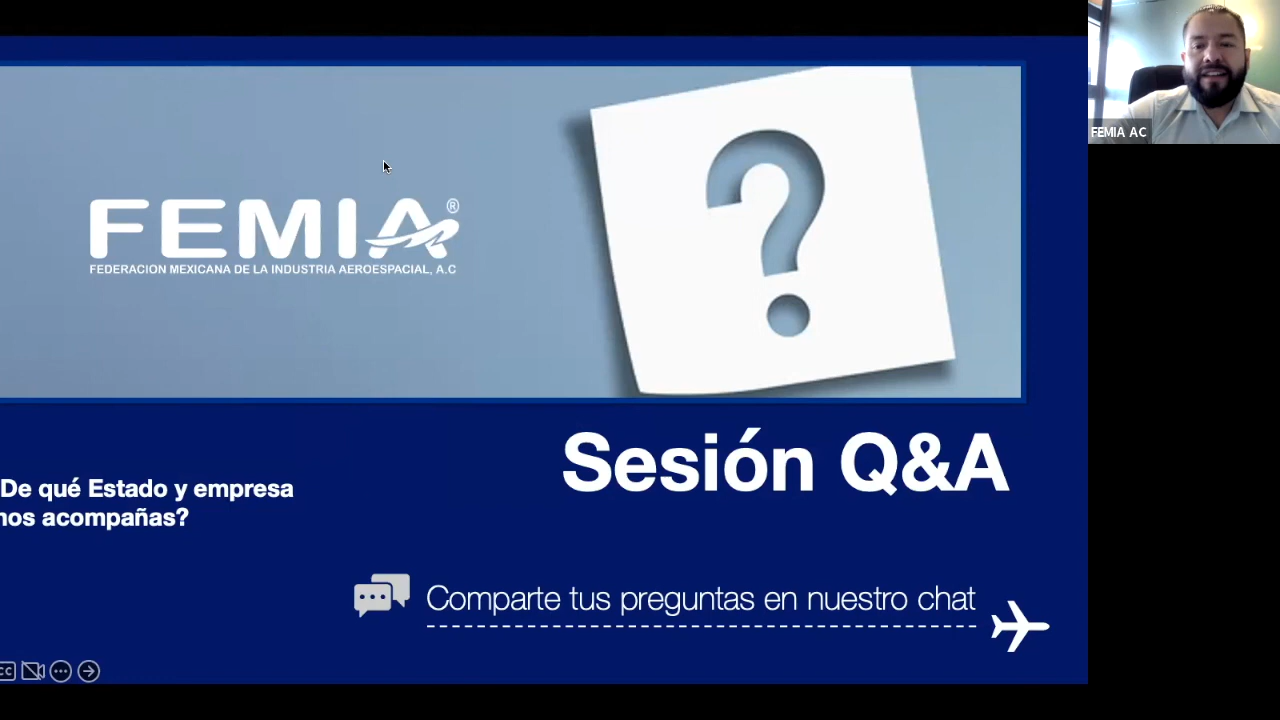 FEMIA®
FEDERACION MEXICANA DE LA INDUSTRIA AEROESPACIAL, A.C
?
Sesión Q&A
De qué Estado y empresa
nos acompañas?
Comparte tus preguntas en nuestro chat
FEMIA AC